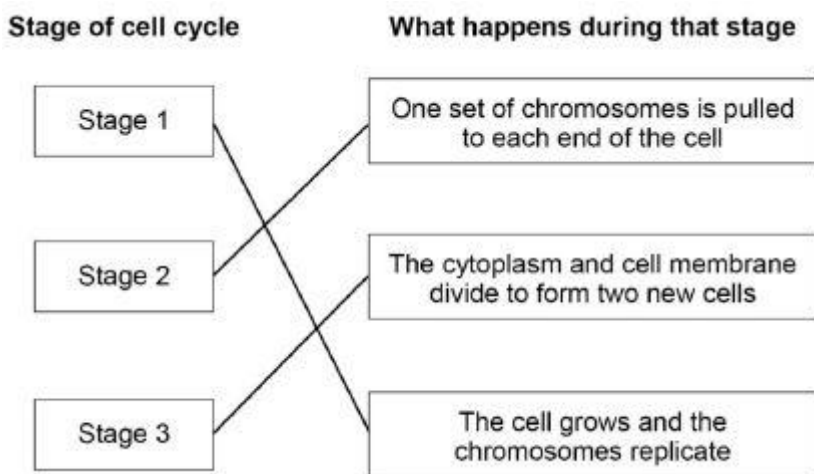 Stage of cell cycle
What happens during that stage
Stage 1
One set of chromosomes is pulled
to each end of the cell
Stage 2
The cytoplasm and cell membrane
divide to form two new cells
Stage 3
The cell grows and the
chromosomes replicate